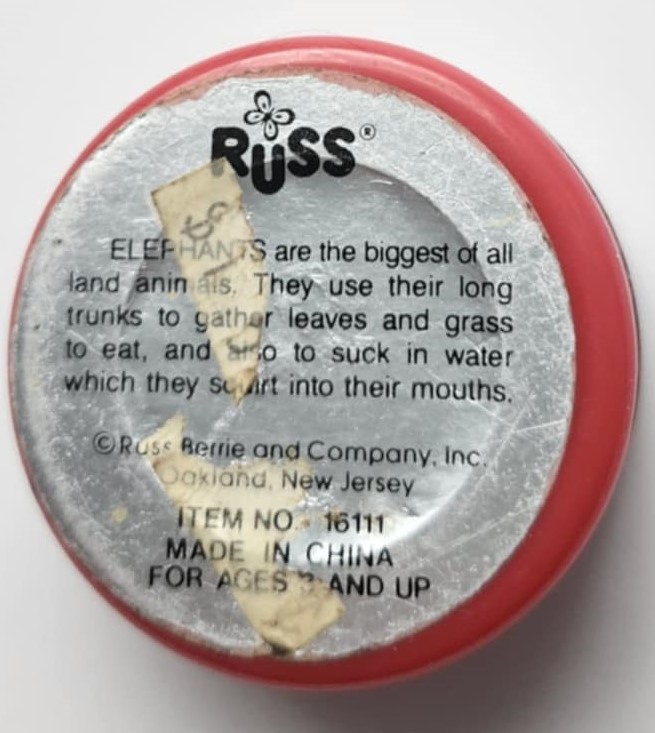 RUSS®
ELEPHANTS are the biggest of all
land animals. They use their long
trunks to gather leaves and grass
to eat, and also to suck in water
which they squirt into their mouths.
©Russ Berrie and Company, Inc.
Oakland, New Jersey
ITEM NO. 16111
MADE IN CHINA
FOR AGES 3 AND UP